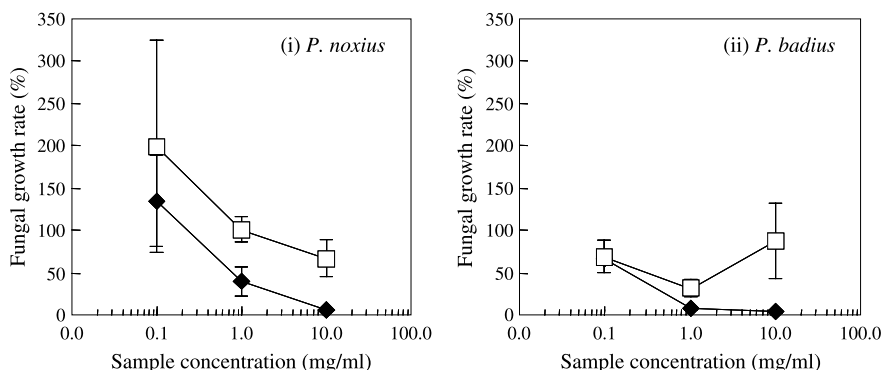 350
300
250
200
150
100
50
0
Fungal growth rate (%)
(i) P. noxius
0.0 0.1 1.0 10.0 100.0
Sample concentration (mg/ml)
350
300
250
200
150
100
50
0
Fungal growth rate (%)
(ii) P. badius
0.0 0.1 1.0 10.0 100.0
Sample concentration (mg/ml)